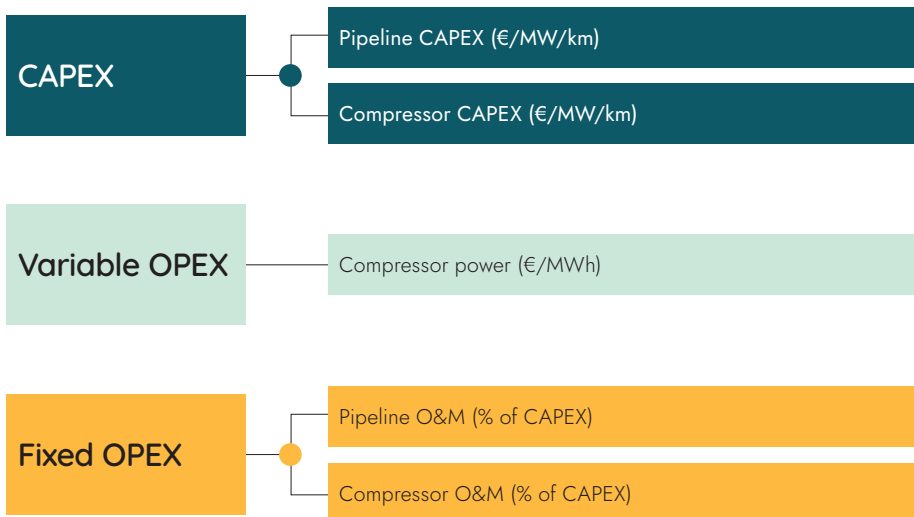 CAPEX
Pipeline CAPEX (€/MW/km)
Compressor CAPEX (€/MW/km)
Variable OPEX
Compressor power (€/MWh)
Fixed OPEX
Pipeline O&M (% of CAPEX)
Compressor O&M (% of CAPEX)